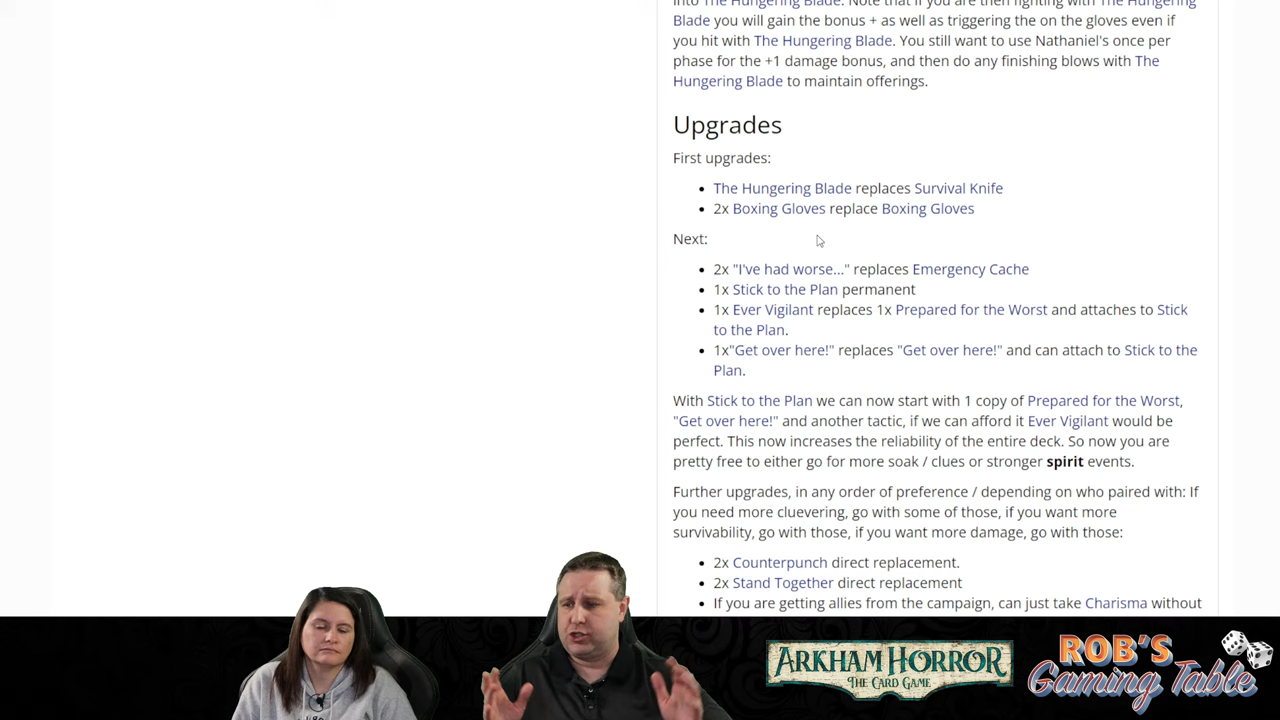 into The Hungering Blade. Note that if you are then fighting with The Hungering
Blade you will gain the bonus + as well as triggering the on the gloves even if
you hit with The Hungering Blade. You still want to use Nathaniel's once per
phase for the +1 damage bonus, and then do any finishing blows with The
Hungering Blade to maintain offerings.
Upgrades
First upgrades:
• The Hungering Blade replaces Survival Knife
• 2x Boxing Gloves replace Boxing Gloves
Next:
• 2x "I've had worse..." replaces Emergency Cache
• 1x Stick to the Plan permanent
• 1x Ever Vigilant replaces 1x Prepared for the Worst and attaches to Stick
to the Plan.
• 1x"Get over here!" replaces "Get over here!" and can attach to Stick to the
Plan.
With Stick to the Plan we can now start with 1 copy of Prepared for the Worst,
"Get over here!" and another tactic, if we can afford it Ever Vigilant would be
perfect. This now increases the reliability of the entire deck. So now you are
pretty free to either go for more soak / clues or stronger spirit events.
Further upgrades, in any order of preference / depending on who paired with: If
you need more cluevering, go with some of those, if you want more
survivability, go with those, if you want more damage, go with those:
• 2x Counterpunch direct replacement.
• 2x Stand Together direct replacement
• If you are getting allies from the campaign, can just take Charisma without
ARKHAM HORROR
THE CARD GAME
ROB'S
Gaming Table